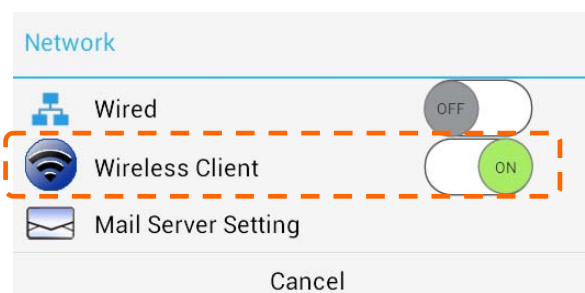 Network
Wired OFF
Wireless Client ON
Mail Server Setting
Cancel